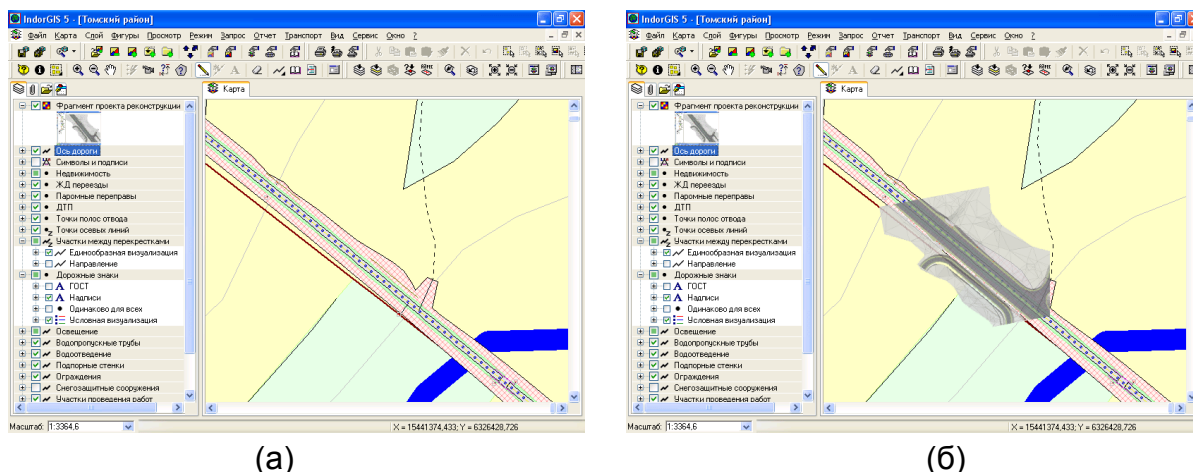 IndorGIS 5 - [Томский район]
Файл Карта Слой Фигуры Просмотр Режим Запрос Отчет Транспорт Вид Сервис Окно ?
Карта
Фрагмент проекта реконструкции
Ось дороги
Символы и подписи
Недвижимость
ЖД переезды
Паромные переправы
ДТП
Точки полос отвода
Точки осевых линий
Участки между перекрестками
Единообразная визуализация
Направление
Дорожные знаки
ГОСТ
Надписи
Одинаково для всех
Условная визуализация
Освещение
Водопропускные трубы
Водоотведение
Подпорные стенки
Ограждения
Снегозащитные сооружения
Участки проведения работ
Масштаб: 1:3364,6
X = 15441374,433; Y = 6326428,726
(а)
IndorGIS 5 - [Томский район]
Файл Карта Слой Фигуры Просмотр Режим Запрос Отчет Транспорт Вид Сервис Окно ?
Карта
Фрагмент проекта реконструкции
Ось дороги
Символы и подписи
Недвижимость
ЖД переезды
Паромные переправы
ДТП
Точки полос отвода
Точки осевых линий
Участки между перекрестками
Единообразная визуализация
Направление
Дорожные знаки
ГОСТ
Надписи
Одинаково для всех
Условная визуализация
Освещение
Водопропускные трубы
Водоотведение
Подпорные стенки
Ограждения
Снегозащитные сооружения
Участки проведения работ
Масштаб: 1:3364,6
X = 15441374,433; Y = 6326428,726
(б)